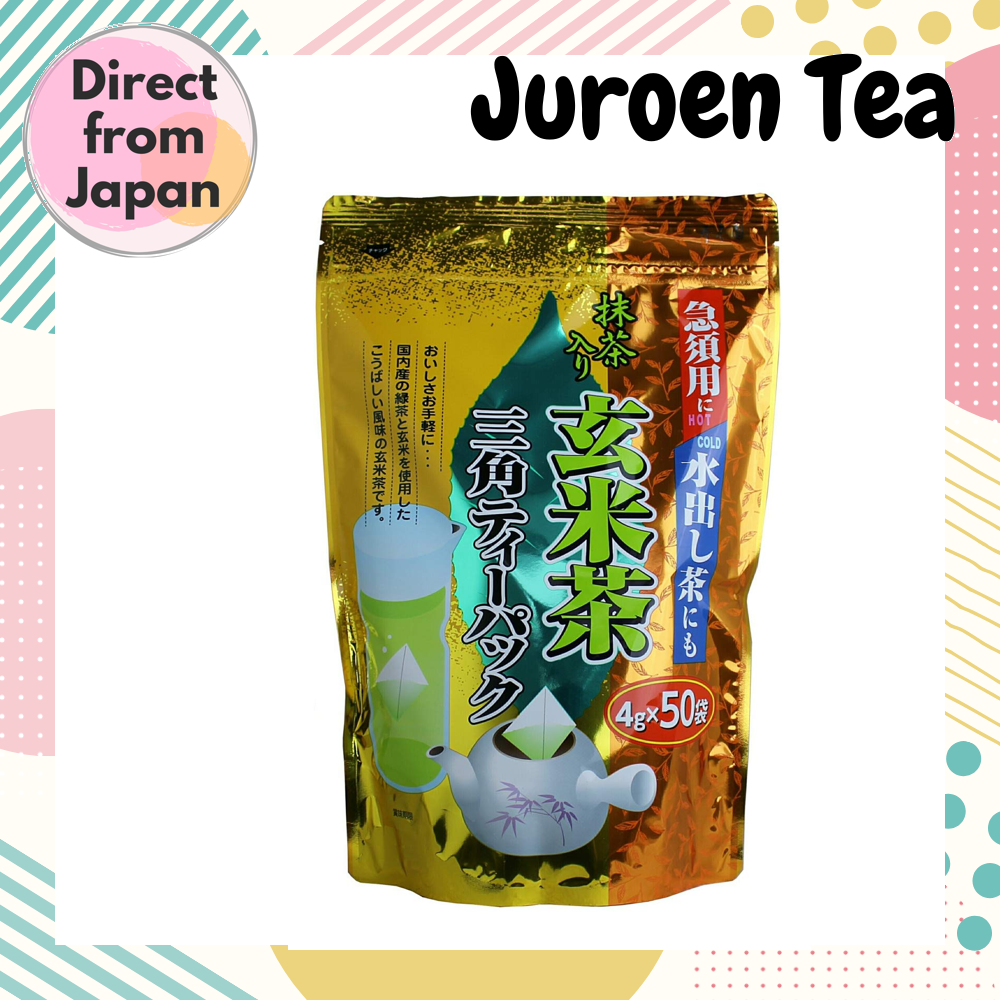 Direct
from
Japan
Juroen Tea
抹茶
入り
玄米茶
三角ティーパック
おいしさお手軽に・・・
国内産の緑茶と玄米を使用した
こうばしい風味の玄米茶です。
急須用に
HOT
COLD
水出し茶にも
4g×50袋